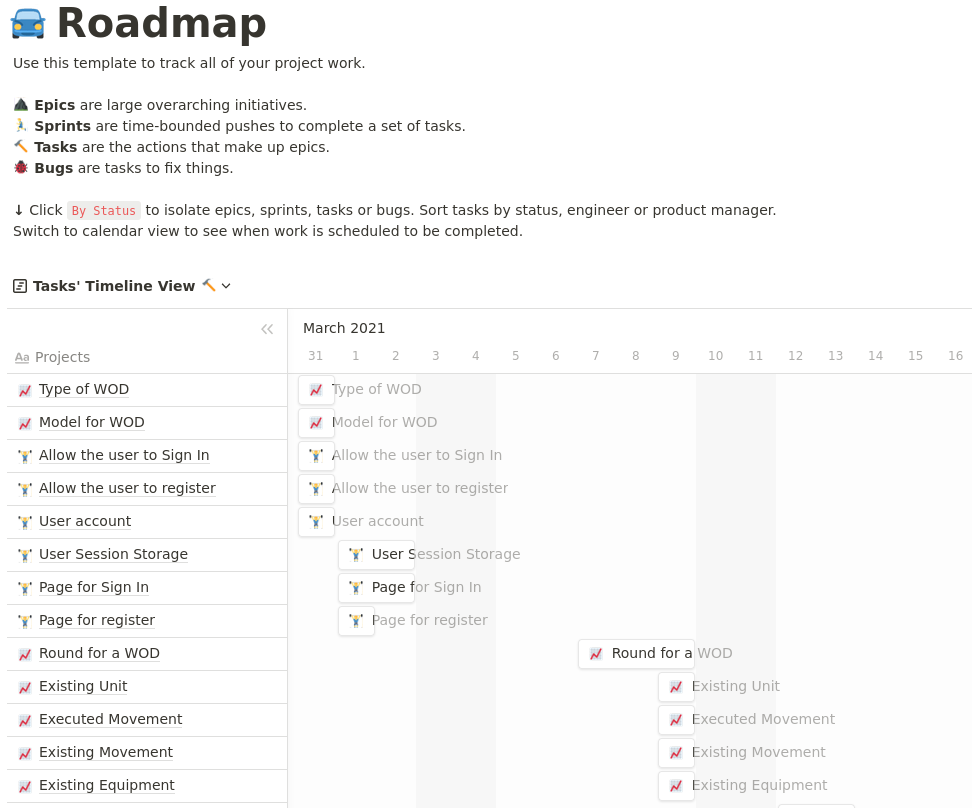 Roadmap
Use this template to track all of your project work.
Epics are large overarching initiatives.
Sprints are time-bounded pushes to complete a set of tasks.
Tasks are the actions that make up epics.
Bugs are tasks to fix things.
↓ Click By Status to isolate epics, sprints, tasks or bugs. Sort tasks by status, engineer or product manager.
Switch to calendar view to see when work is scheduled to be completed.
Tasks' Timeline View
March 2021
Aa Projects 31 1 2 3 4 5 6 7 8 9 10 11 12 13 14 15 16
Type of WOD Type of WOD
Model for WOD Model for WOD
Allow the user to Sign In Allow the user to Sign In
Allow the user to register Allow the user to register
User account User account
User Session Storage User Session Storage
Page for Sign In Page for Sign In
Page for register Page for register
Round for a WOD Round for a WOD
Existing Unit Existing Unit
Executed Movement Executed Movement
Existing Movement Existing Movement
Existing Equipment Existing Equipment